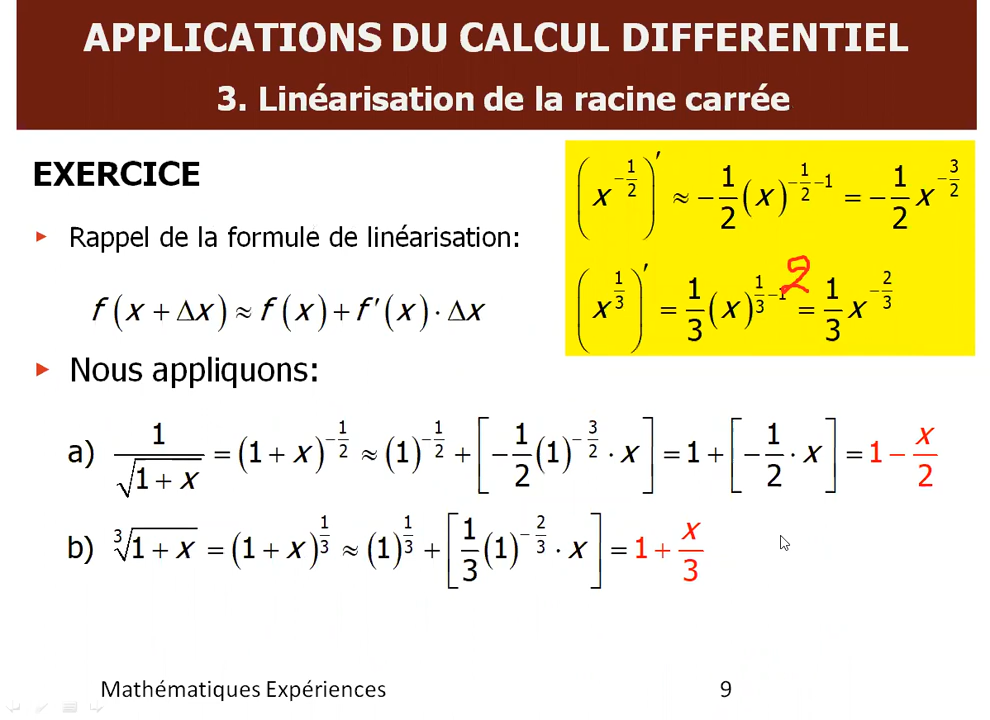 APPLICATIONS DU CALCUL DIFFERENTIEL
3. Linéarisation de la racine carrée
EXERCICE
(x^{-1/2})′ ≈ -1/2 (x)^{-1/2-1} = -1/2 x^{-3/2}
Rappel de la formule de linéarisation:
(x^{1/3})′ = 1/3 (x)^{1/3-1} = 1/3 x^{-2/3}
2
f(x + Δx) ≈ f(x) + f′(x) · Δx
Nous appliquons:
a) 1/√(1 + x) = (1 + x)^{-1/2} ≈ (1)^{-1/2} + [-1/2 (1)^{-3/2} · x] = 1 + [-1/2 · x] = 1 - x/2
b) ∛(1 + x) = (1 + x)^{1/3} ≈ (1)^{1/3} + [1/3 (1)^{-2/3} · x] = 1 + x/3
Mathématiques Expériences 9